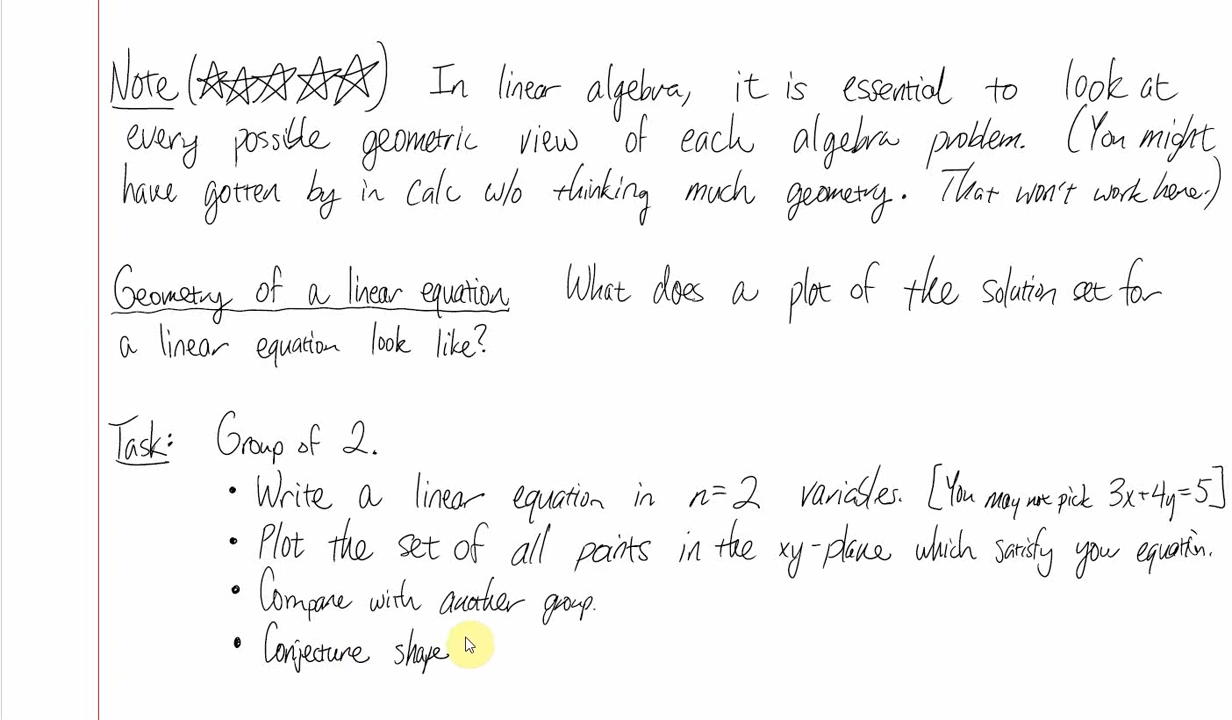 Note (☆☆☆☆☆) In linear algebra, it is essential to look at
every possible geometric view of each algebra problem. (You might
have gotten by in calc w/o thinking much geometry. That won't work here.)
Geometry of a linear equation What does a plot of the solution set for
a linear equation look like?
Task: Group of 2.
• Write a linear equation in n=2 variables. [You may not pick 3x+4y=5]
• Plot the set of all points in the xy-plane which satisfy you equation.
• Compare with another group.
• Conjecture shape